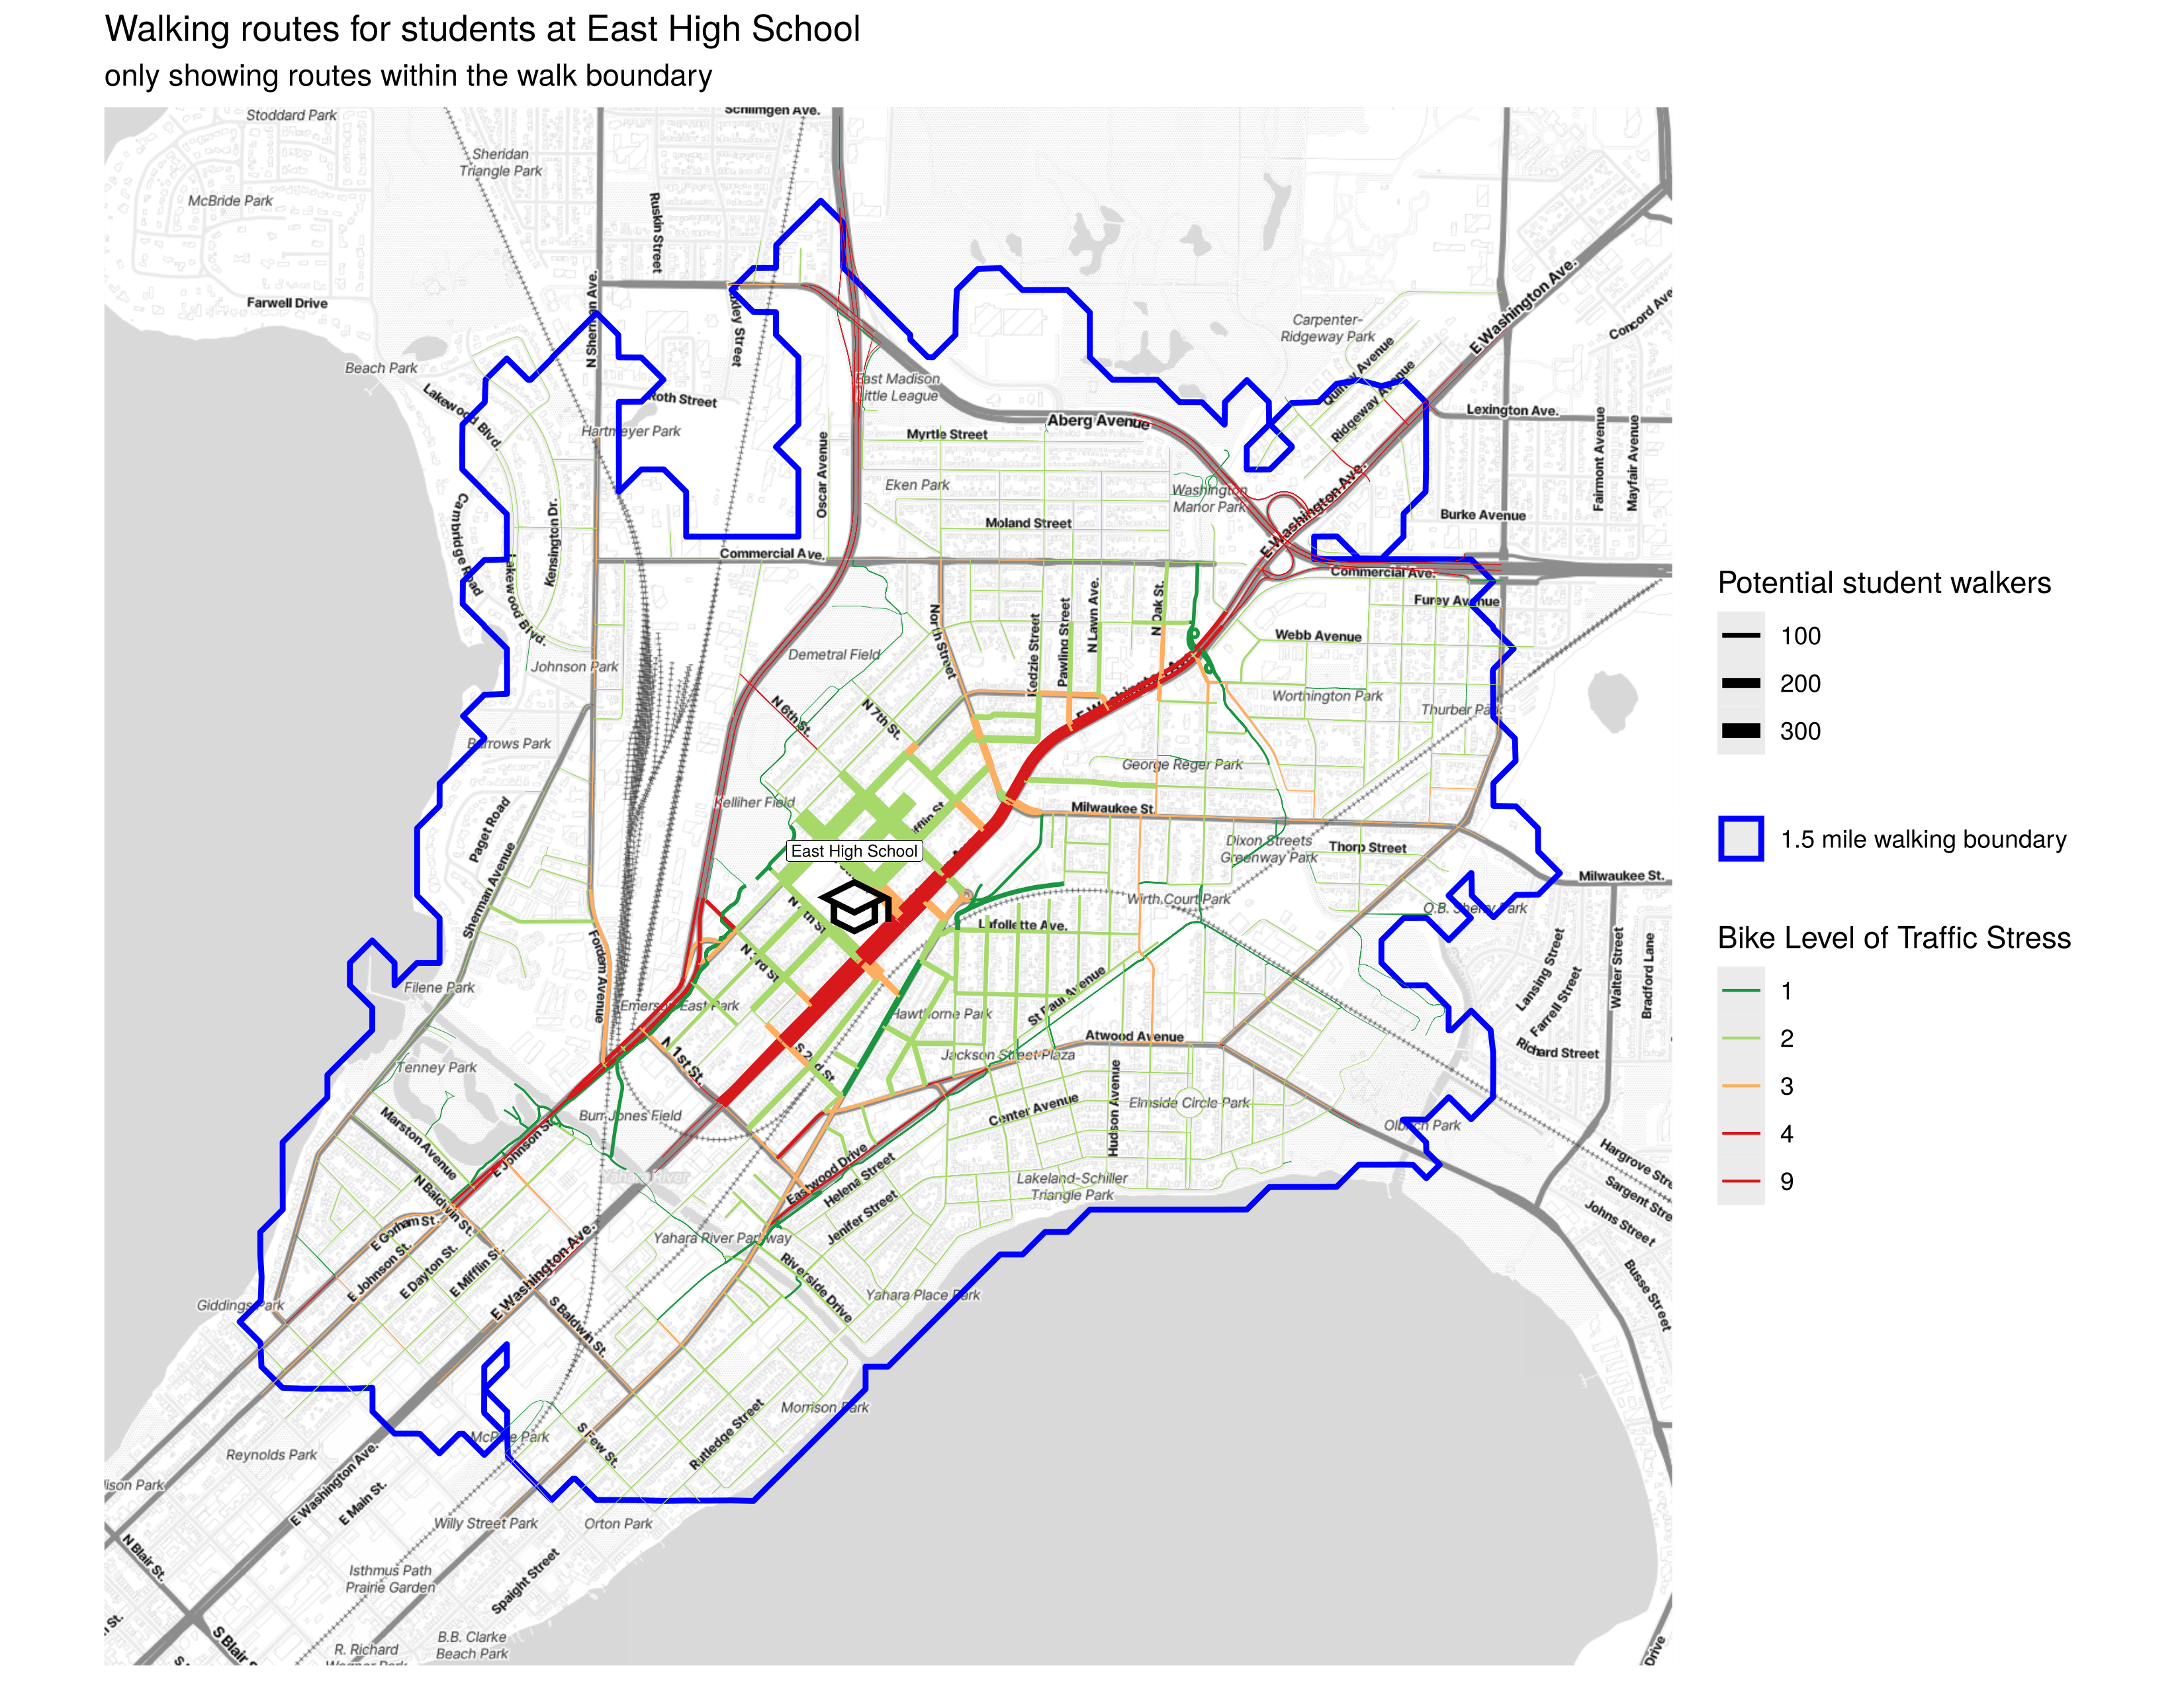 Walking routes for students at East High School
only showing routes within the walk boundary
Schlimgen Ave.
Stoddard Park
Sheridan
Triangle Park
McBride Park
Ruskin Street
Farwell Drive
N Sherman Ave.
Huxley Street
Beach Park
Lakewood Blvd.
Roth Street
Hartmeyer Park
Cambridge Road
Kensington Dr.
Lakewood Blvd.
Johnson Park
Oscar Avenue
Commercial Ave.
East Madison
Little League
Myrtle Street
Eken Park
Moland Street
Aberg Avenue
Washington
Manor Park
Carpenter-
Ridgeway Park
Quincy Avenue
Ridgeway Avenue
E Washington Ave.
E Washington Ave.
Concord Ave
Lexington Ave.
Fairmont Avenue
Mayfair Avenue
Burke Avenue
Commercial Ave.
Furey Avenue
Webb Avenue
Worthington Park
Thurber Park
North Street
Kedzie Street
Pawling Street
N Lawn Ave.
N Oak St.
E Washington Ave.
Demetral Field
N 6th St.
N 7th St.
Barrows Park
Kelliher Field
Paget Road
Sherman Avenue
East High School
George Reger Park
Milwaukee St.
Dixon Streets
Greenway Park
Thorp Street
Milwaukee St.
Wirth Court Park
O.B. Sherry Park
Lafollette Ave.
N 3rd St.
Fordem Avenue
Filene Park
Emerson East Park
Hawthorne Park
St Paul Avenue
Atwood Avenue
Jackson Street Plaza
Lansing Street
Farrell Street
Walter Street
Bradford Lane
Richard Street
Tenney Park
N 1st St.
S 2nd St.
Burr Jones Field
Marston Avenue
E Johnson St.
Center Avenue
Hudson Avenue
Elmside Circle Park
Olbrich Park
Yahara River
Eastwood Drive
Helena Street
Jenifer Street
Lakeland-Schiller
Triangle Park
Hargrove Stre
Sargent Stre
Johns Street
Busse Street
N Baldwin St.
E Gorham St.
E Johnson St.
E Dayton St.
E Mifflin St.
E Washington Ave.
Yahara River Parkway
Riverside Drive
Yahara Place Park
Giddings Park
S Baldwin St.
Morrison Park
McPike Park
S Few St.
Rutledge Street
Reynolds Park
E Washington Ave.
E Main St.
Willy Street Park
Orton Park
N Blair St.
Isthmus Path
Prairie Garden
Spaight Street
S Blair S
R. Richard
B.B. Clarke
Beach Park
Drive
Potential student walkers
100
200
300
1.5 mile walking boundary
Bike Level of Traffic Stress
1
2
3
4
9